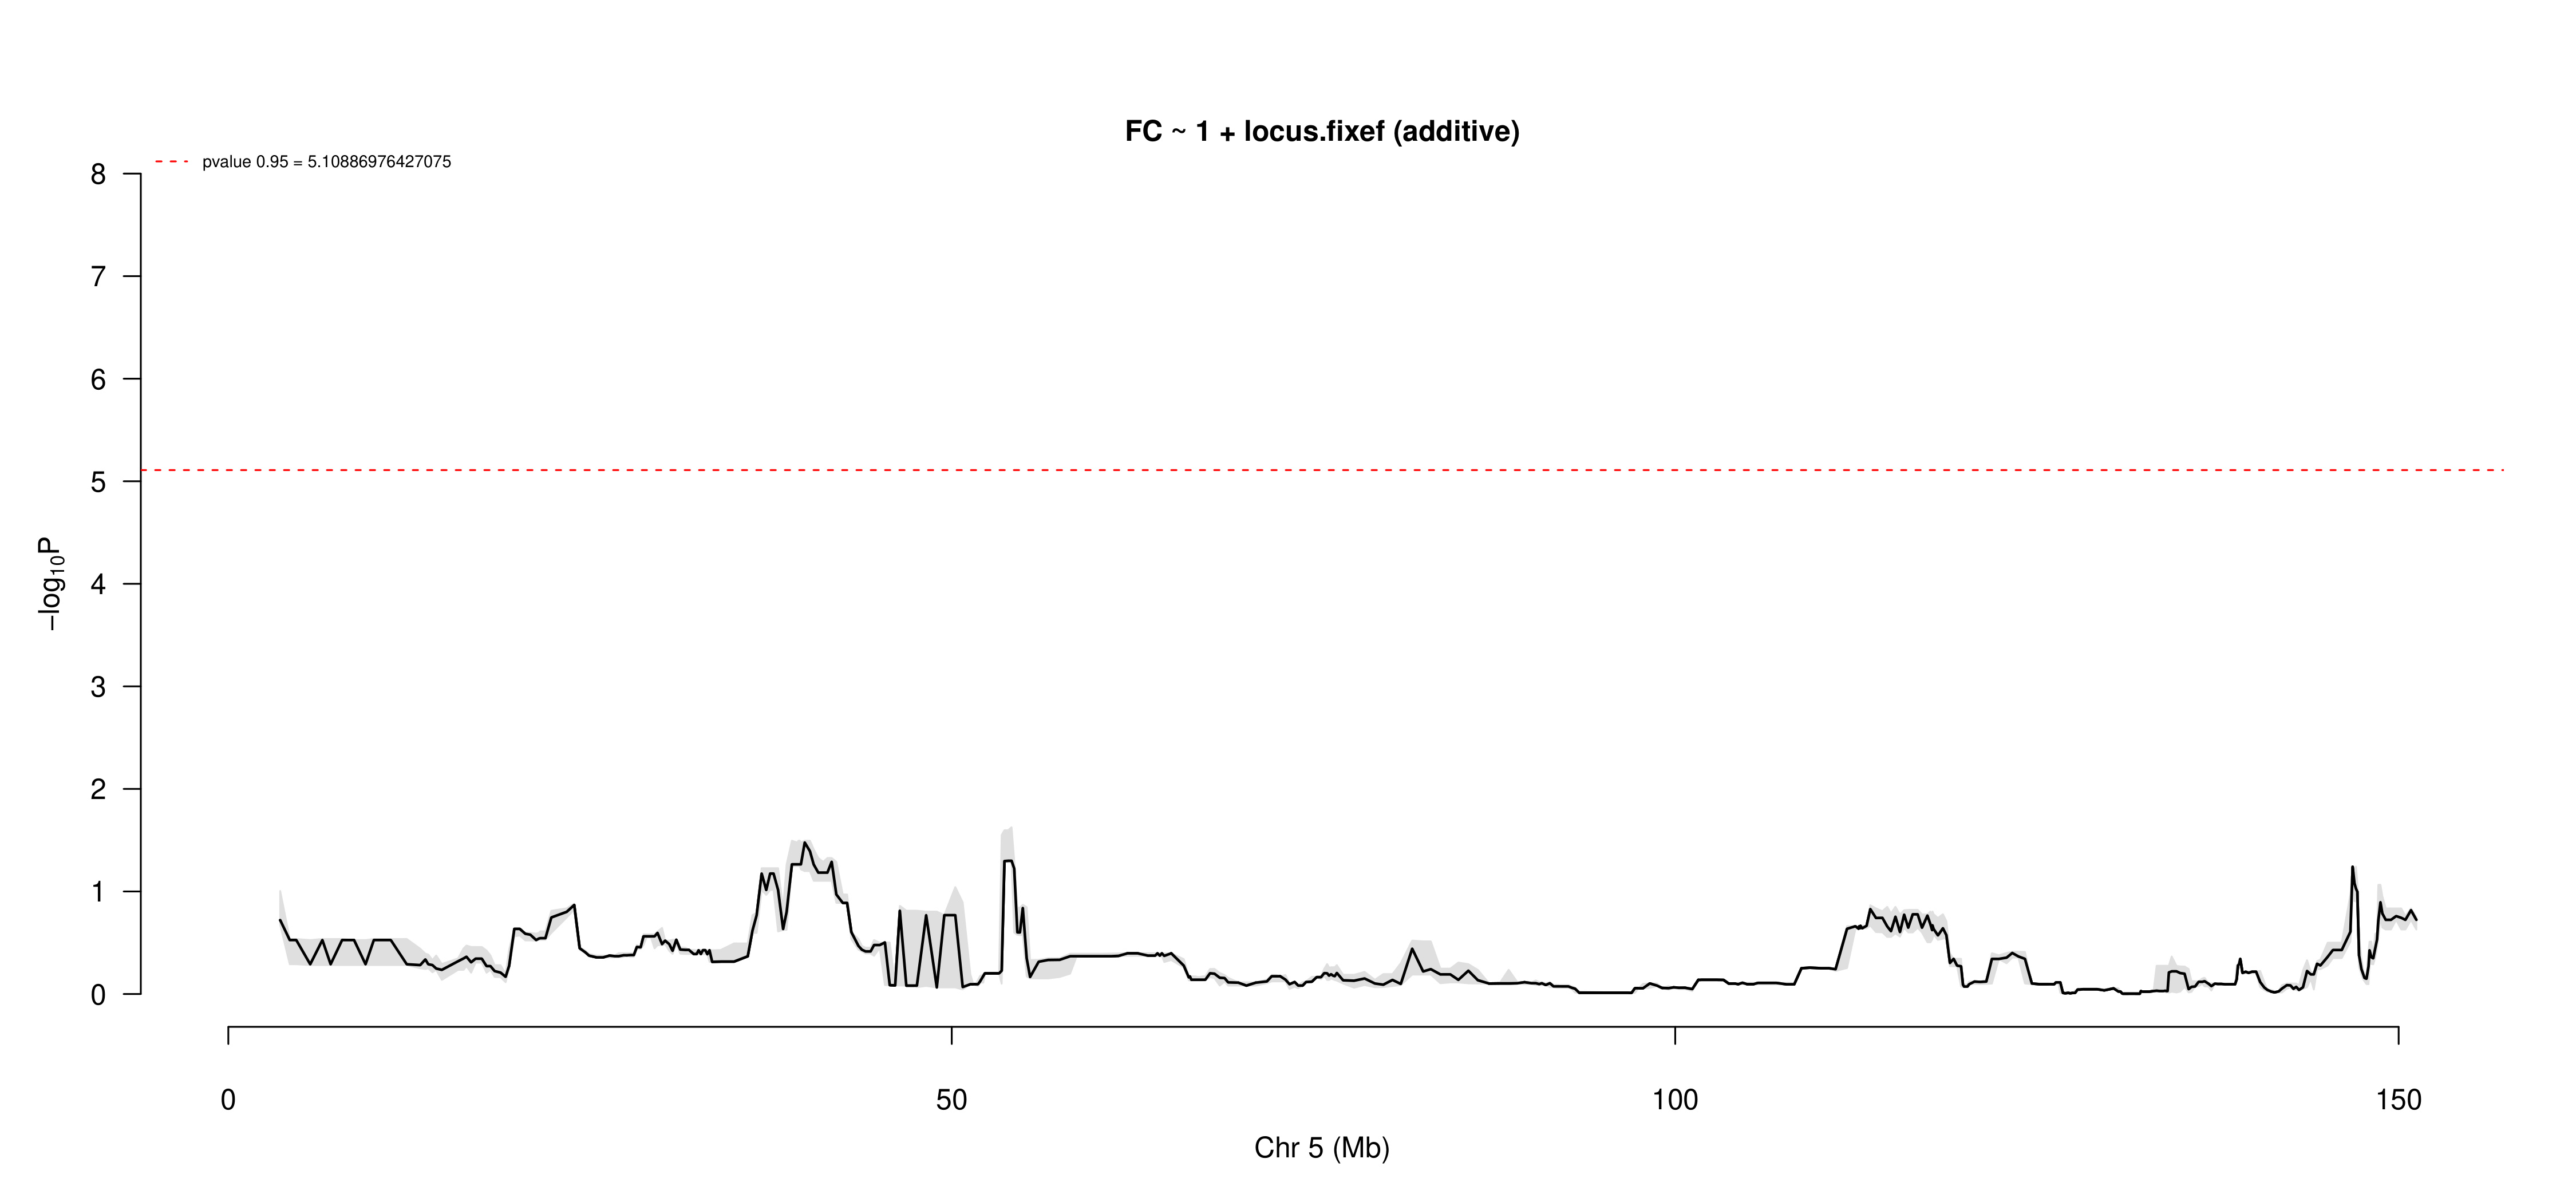 FC ~ 1 + locus.fixef (additive)
pvalue 0.95 = 5.10886976427075
8
7
6
5
4
3
2
1
0
−log10P
0 50 100 150
Chr 5 (Mb)